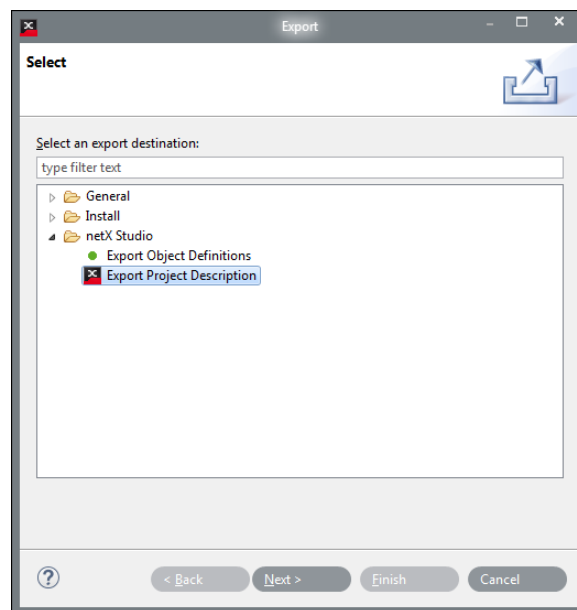 Export
Select
Select an export destination:
type filter text
General
Install
netX Studio
Export Object Definitions
Export Project Description
?
< Back Next > Finish Cancel